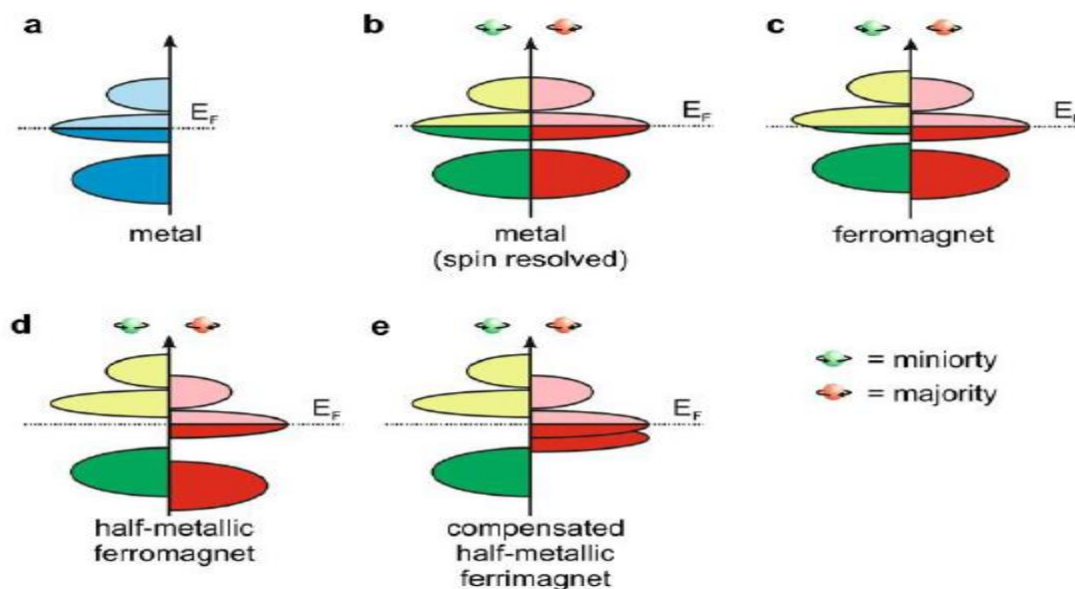 a
b
c
E_F
E_F
E_F
metal
metal
(spin resolved)
ferromagnet
d
e
E_F
E_F
half-metallic
ferromagnet
compensated
half-metallic
ferrimagnet
= miniorty
= majority